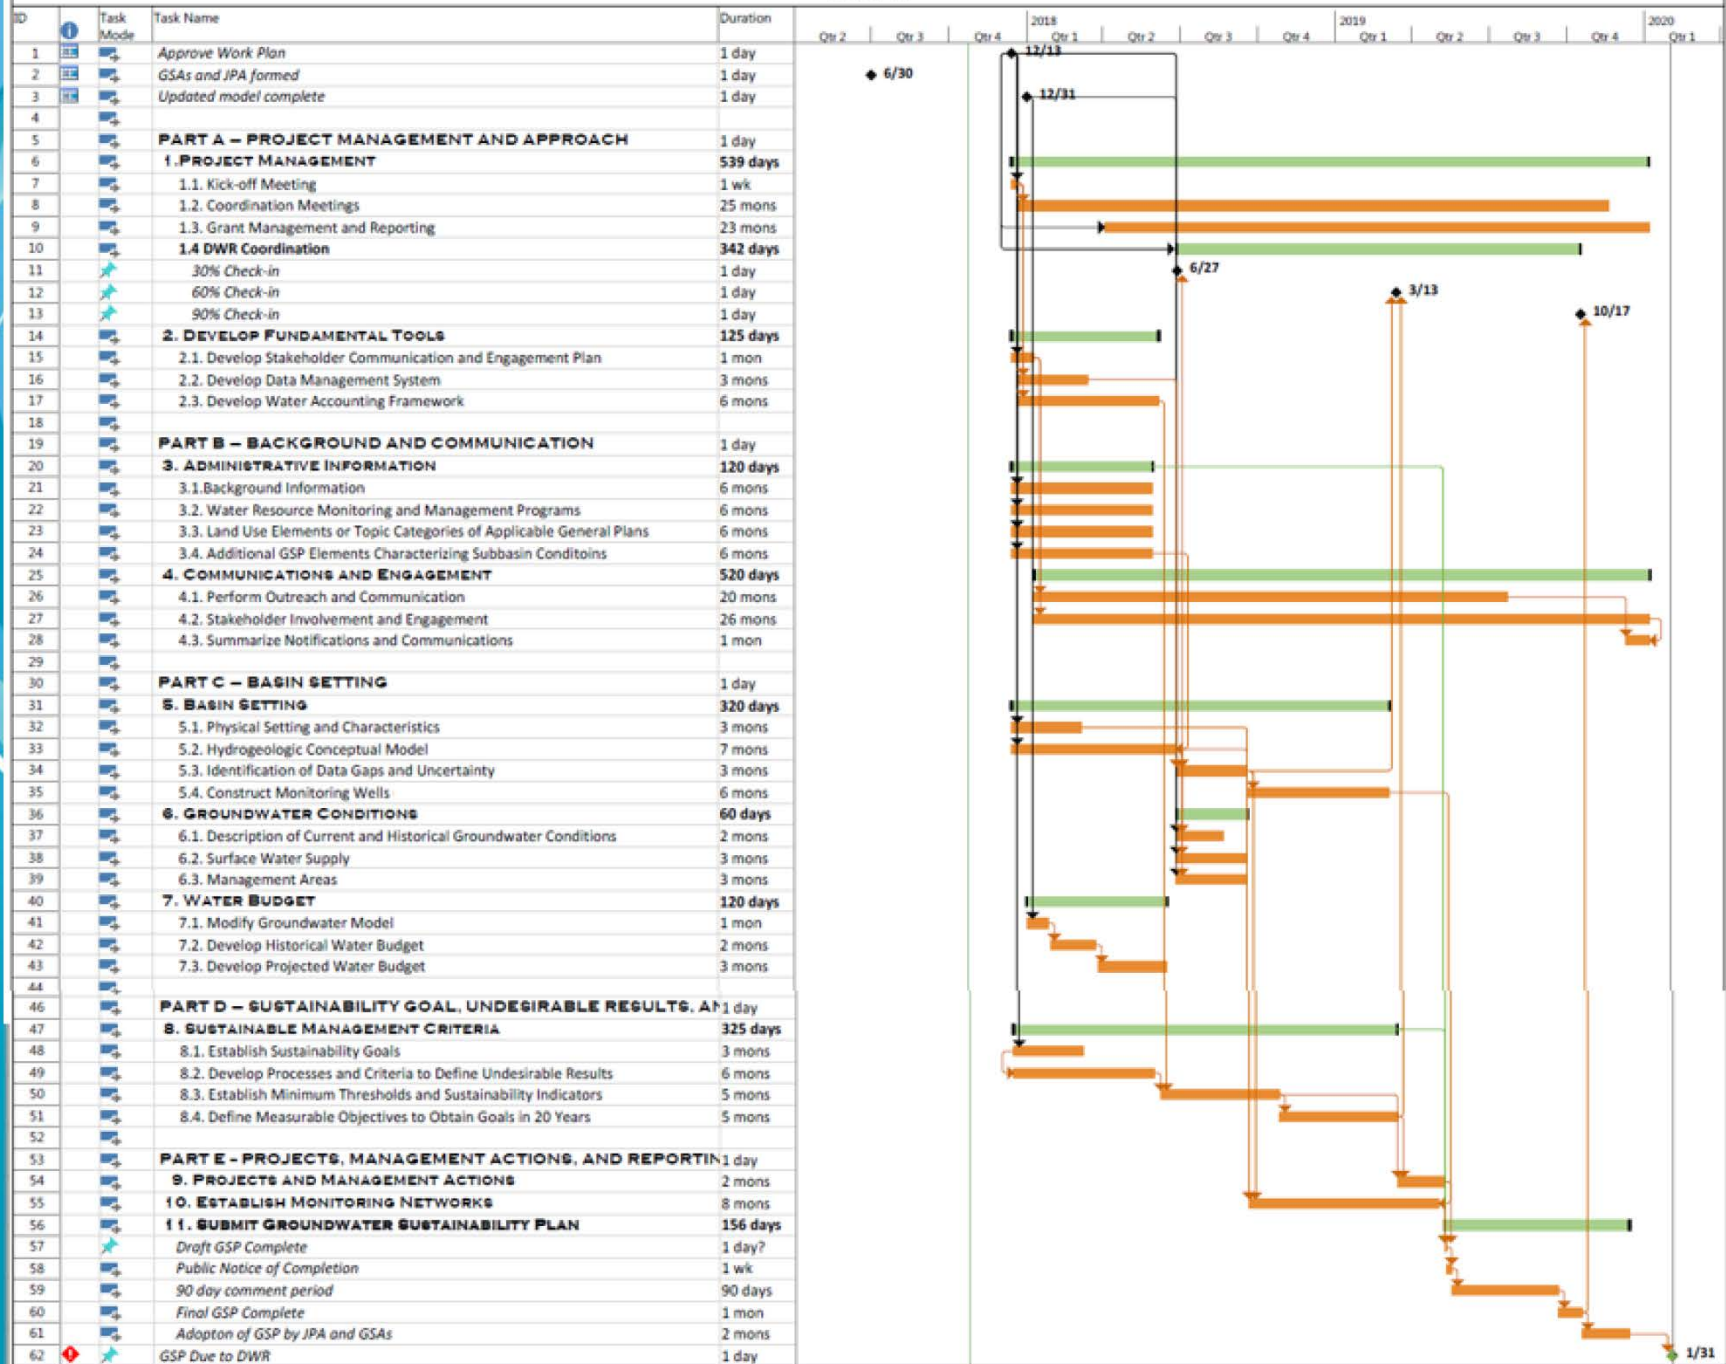 ID Task Mode Task Name Duration 2018 2019 2020
Qtr 2 Qtr 3 Qtr 4 Qtr 1 Qtr 2 Qtr 3 Qtr 4 Qtr 1 Qtr 2 Qtr 3 Qtr 4 Qtr 1
1 Approve Work Plan 1 day 12/13
2 GSAs and JPA formed 1 day 6/30
3 Updated model complete 1 day 12/31
4
5 PART A – PROJECT MANAGEMENT AND APPROACH 1 day
6 1.PROJECT MANAGEMENT 539 days
7 1.1. Kick-off Meeting 1 wk
8 1.2. Coordination Meetings 25 mons
9 1.3. Grant Management and Reporting 23 mons
10 1.4 DWR Coordination 342 days
11 30% Check-in 1 day 6/27
12 60% Check-in 1 day 3/13
13 90% Check-in 1 day 10/17
14 2. DEVELOP FUNDAMENTAL TOOLS 125 days
15 2.1. Develop Stakeholder Communication and Engagement Plan 1 mon
16 2.2. Develop Data Management System 3 mons
17 2.3. Develop Water Accounting Framework 6 mons
18
19 PART B – BACKGROUND AND COMMUNICATION 1 day
20 3. ADMINISTRATIVE INFORMATION 120 days
21 3.1.Background Information 6 mons
22 3.2. Water Resource Monitoring and Management Programs 6 mons
23 3.3. Land Use Elements or Topic Categories of Applicable General Plans 6 mons
24 3.4. Additional GSP Elements Characterizing Subbasin Conditoins 6 mons
25 4. COMMUNICATIONS AND ENGAGEMENT 520 days
26 4.1. Perform Outreach and Communication 20 mons
27 4.2. Stakeholder Involvement and Engagement 26 mons
28 4.3. Summarize Notifications and Communications 1 mon
29
30 PART C – BASIN SETTING 1 day
31 5. BASIN SETTING 320 days
32 5.1. Physical Setting and Characteristics 3 mons
33 5.2. Hydrogeologic Conceptual Model 7 mons
34 5.3. Identification of Data Gaps and Uncertainty 3 mons
35 5.4. Construct Monitoring Wells 6 mons
36 6. GROUNDWATER CONDITIONS 60 days
37 6.1. Description of Current and Historical Groundwater Conditions 2 mons
38 6.2. Surface Water Supply 3 mons
39 6.3. Management Areas 3 mons
40 7. WATER BUDGET 120 days
41 7.1. Modify Groundwater Model 1 mon
42 7.2. Develop Historical Water Budget 2 mons
43 7.3. Develop Projected Water Budget 3 mons
44
46 PART D – SUSTAINABILITY GOAL, UNDESIRABLE RESULTS, AN 1 day
47 8. SUSTAINABLE MANAGEMENT CRITERIA 325 days
48 8.1. Establish Sustainability Goals 3 mons
49 8.2. Develop Processes and Criteria to Define Undesirable Results 6 mons
50 8.3. Establish Minimum Thresholds and Sustainability Indicators 5 mons
51 8.4. Define Measurable Objectives to Obtain Goals in 20 Years 5 mons
52
53 PART E - PROJECTS, MANAGEMENT ACTIONS, AND REPORTIN 1 day
54 9. PROJECTS AND MANAGEMENT ACTIONS 2 mons
55 10. ESTABLISH MONITORING NETWORKS 8 mons
56 11. SUBMIT GROUNDWATER SUSTAINABILITY PLAN 156 days
57 Draft GSP Complete 1 day?
58 Public Notice of Completion 1 wk
59 90 day comment period 90 days
60 Final GSP Complete 1 mon
61 Adopton of GSP by JPA and GSAs 2 mons
62 GSP Due to DWR 1 day 1/31